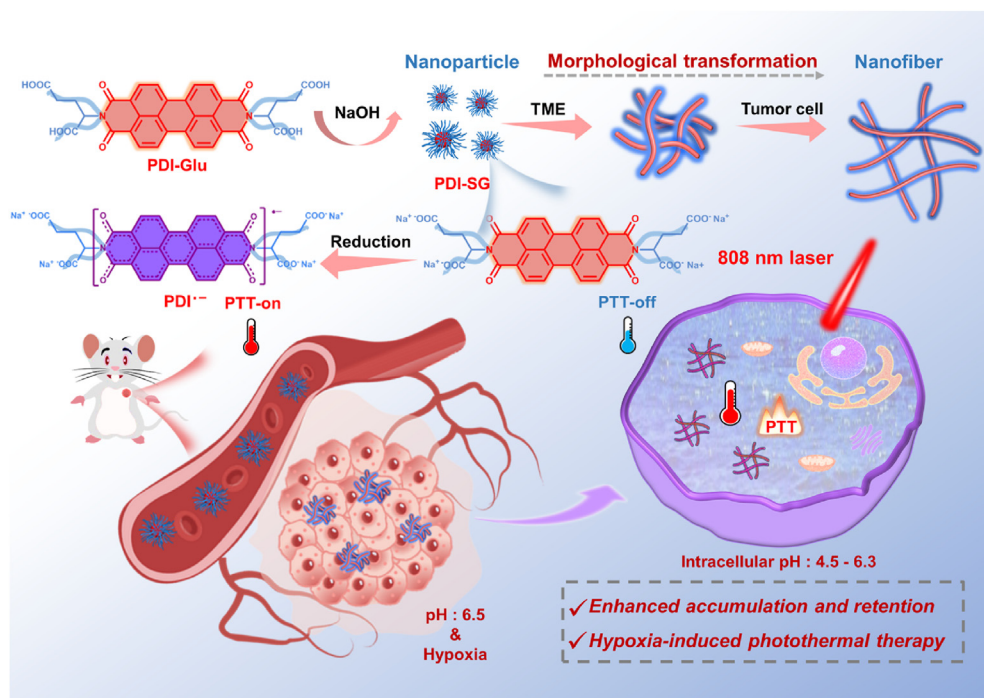 Nanoparticle
Morphological transformation
Nanofiber
HOOC
COOH
O
O
N
N
HOOC
O
O
COOH
NaOH
TME
Tumor cell
PDI-Glu
PDI-SG
Na⁺ ⁻OOC
O
O
•−
COO⁻ Na⁺
N
N
Na⁺ ⁻OOC
O
O
COO⁻ Na⁺
Reduction
Na⁺ ⁻OOC
O
O
COO⁻ Na⁺
N
N
Na⁺ ⁻OOC
O
O
COO⁻ Na+
808 nm laser
PDI•−
PTT-on
PTT-off
PTT
Intracellular pH : 4.5 - 6.3
pH : 6.5
&
Hypoxia
✓ Enhanced accumulation and retention
✓ Hypoxia-induced photothermal therapy